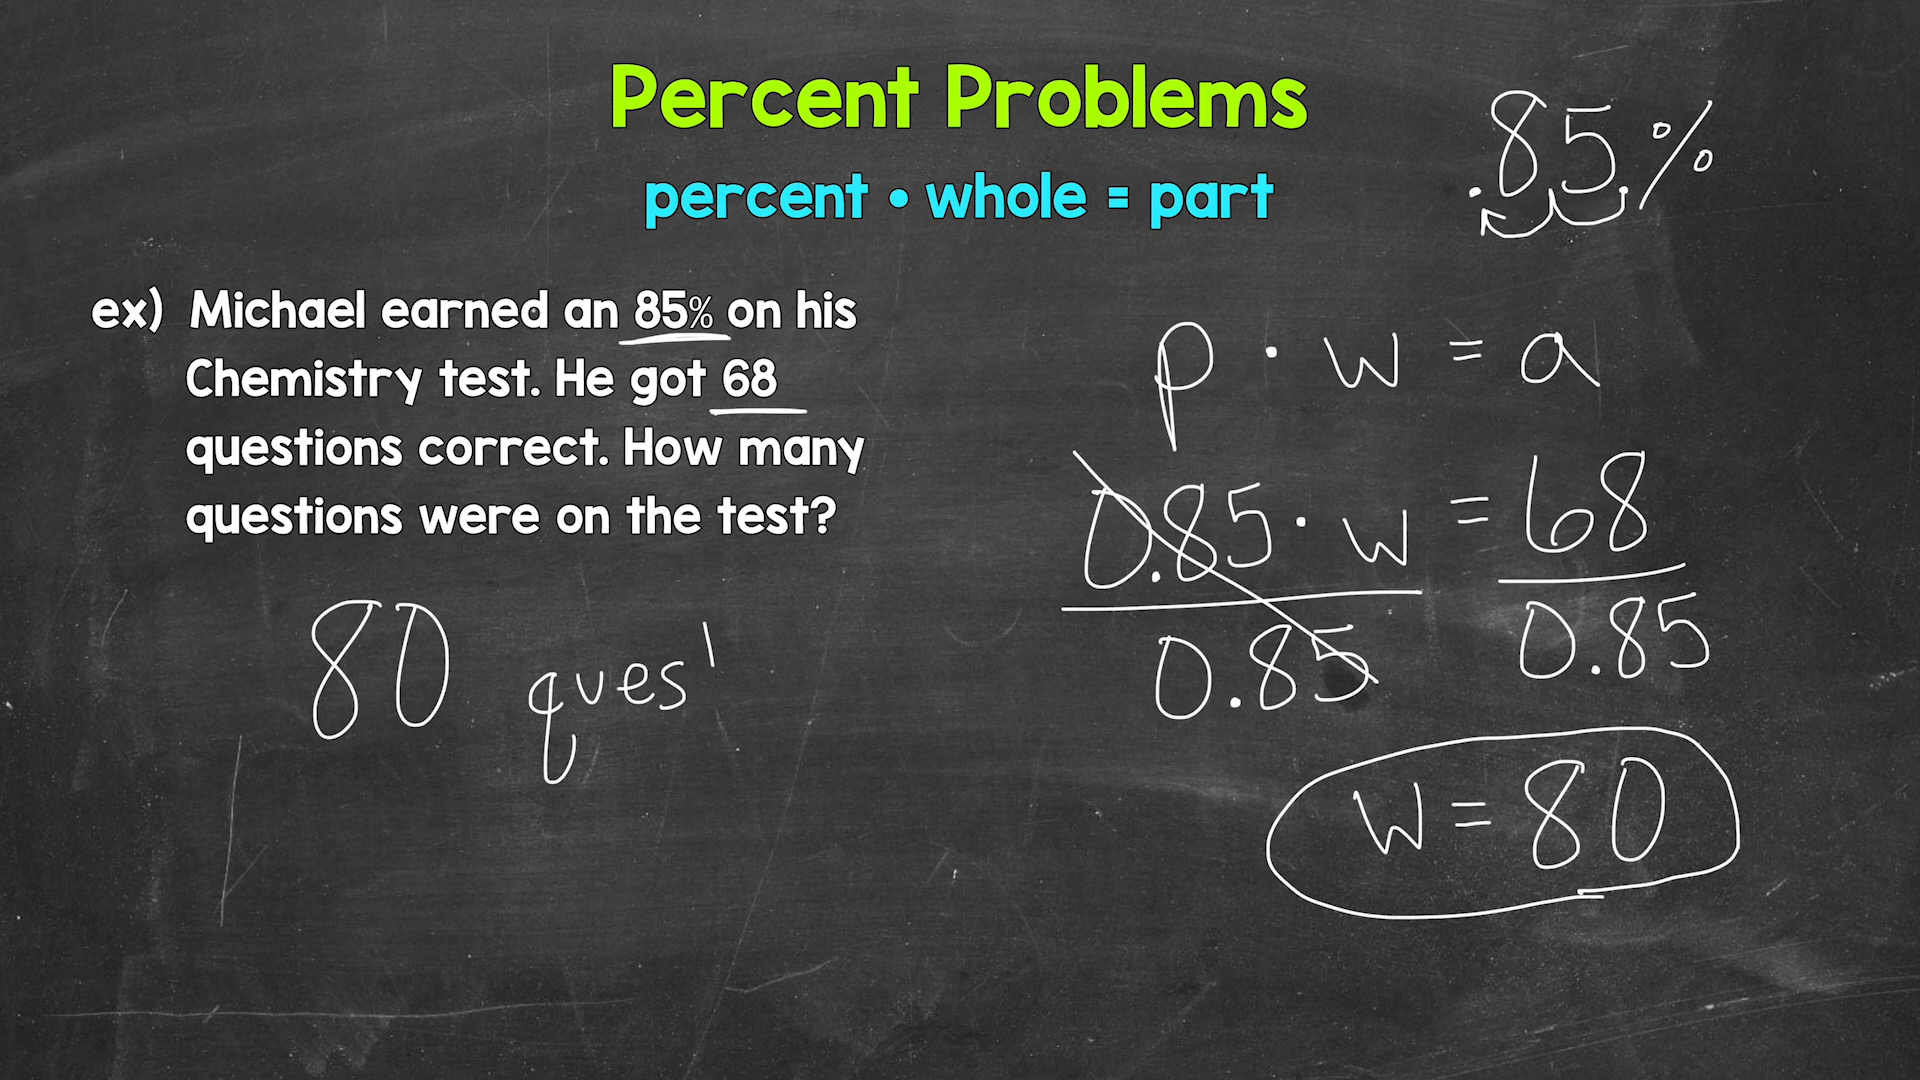 Percent Problems
percent • whole = part
.85.%
ex) Michael earned an 85% on his
Chemistry test. He got 68
questions correct. How many
questions were on the test?
p · w = a
0.85 · w = 68
0.85 0.85
w = 80
80 ques